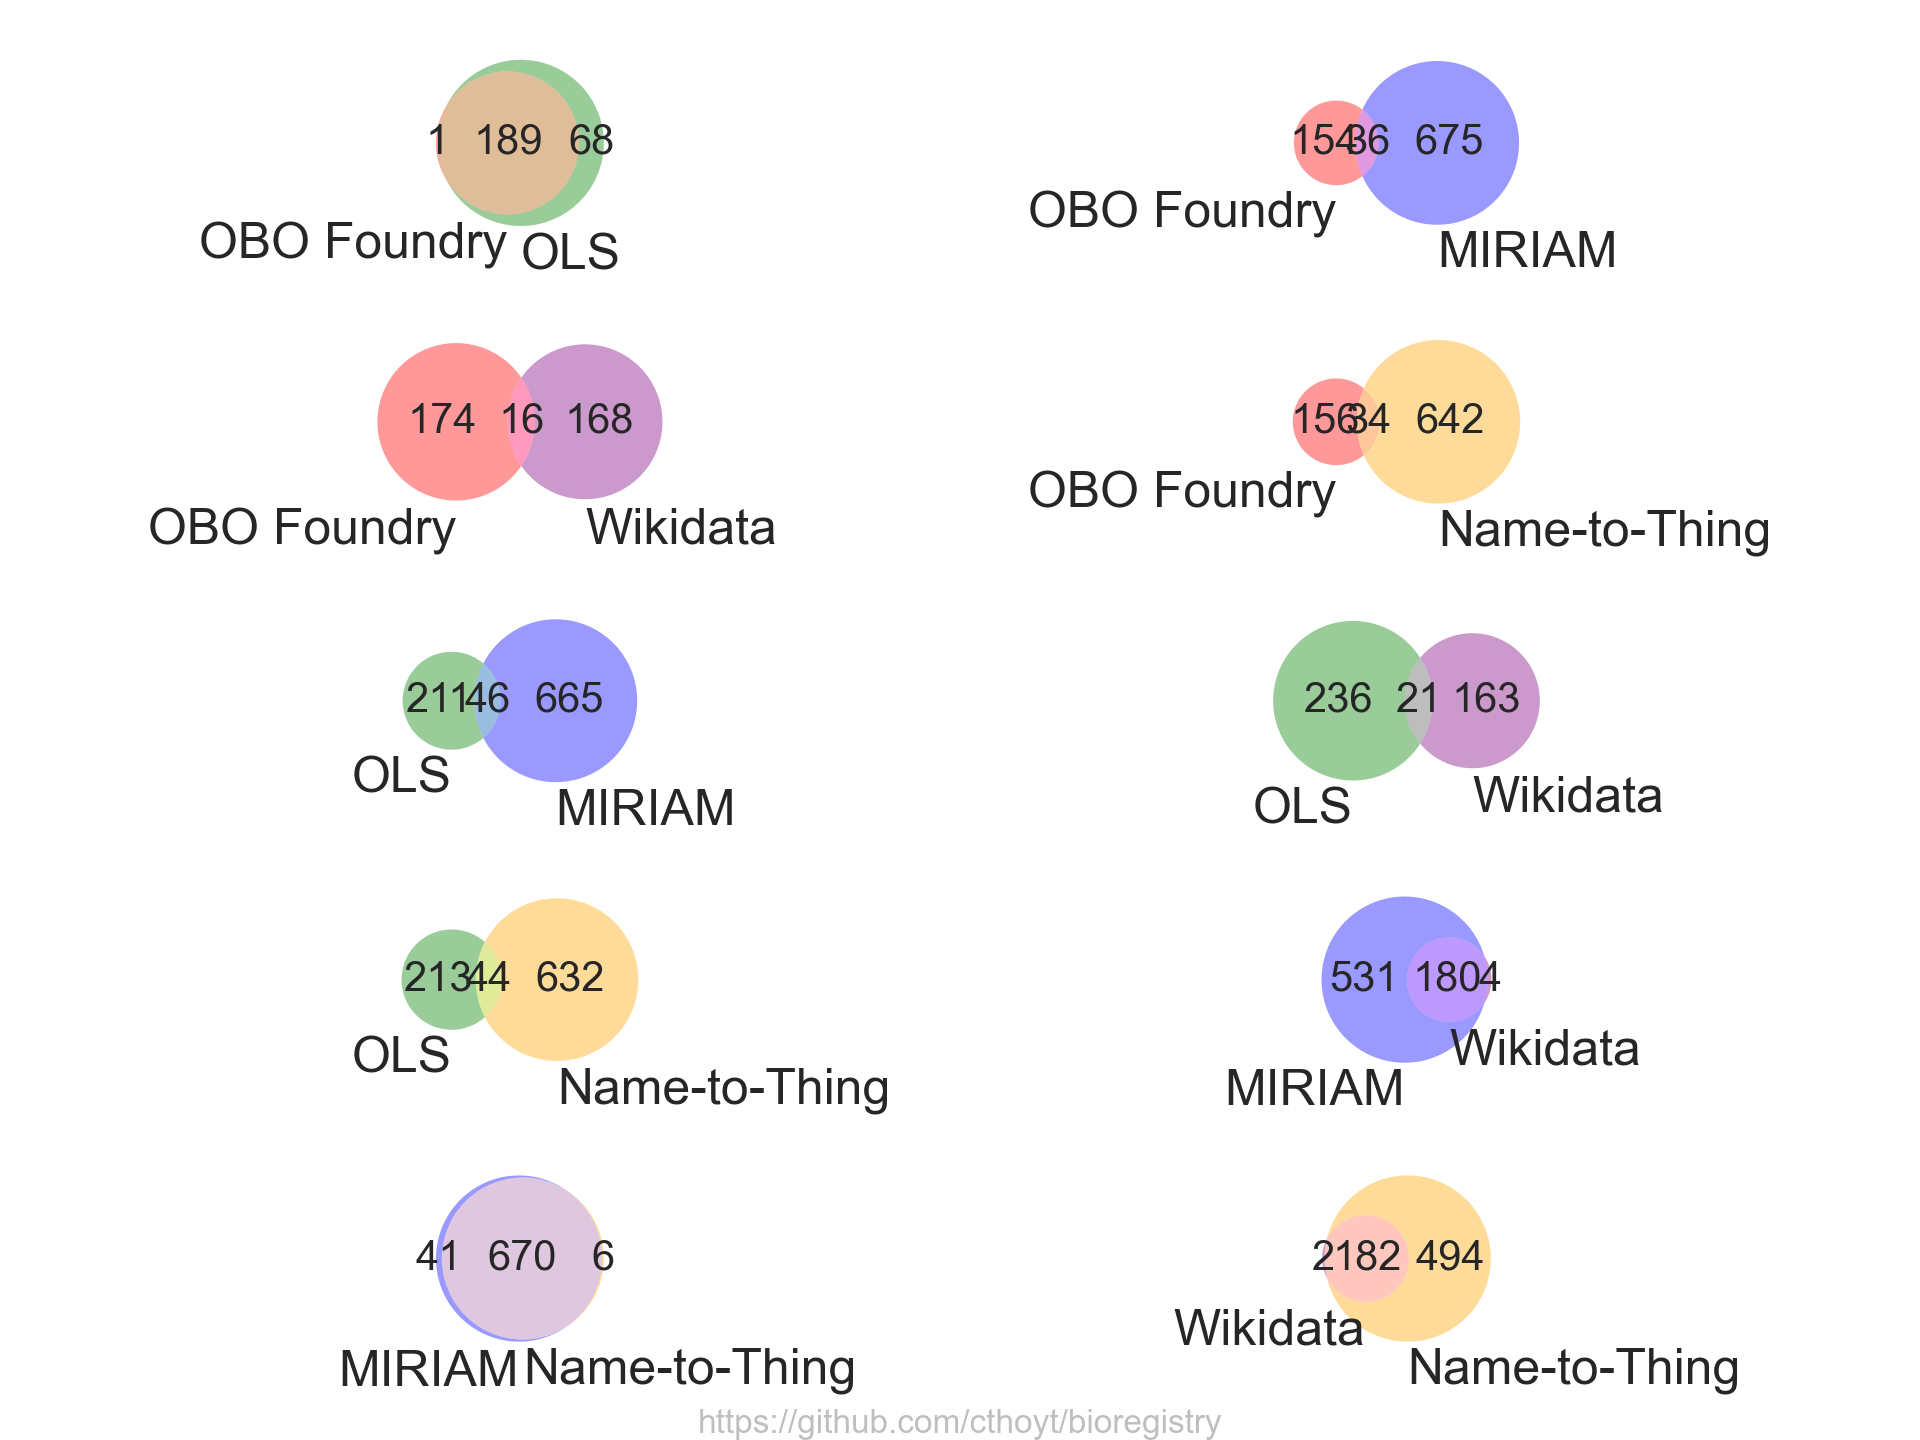 1 189 68
OBO Foundry
OLS
154 36 675
OBO Foundry
MIRIAM
174 16 168
OBO Foundry
Wikidata
156 34 642
OBO Foundry
Name-to-Thing
211 46 665
OLS
MIRIAM
236 21 163
OLS
Wikidata
213 44 632
OLS
Name-to-Thing
531 180 4
Wikidata
MIRIAM
41 670 6
MIRIAM
Name-to-Thing
2 182 494
Wikidata
Name-to-Thing
https://github.com/cthoyt/bioregistry